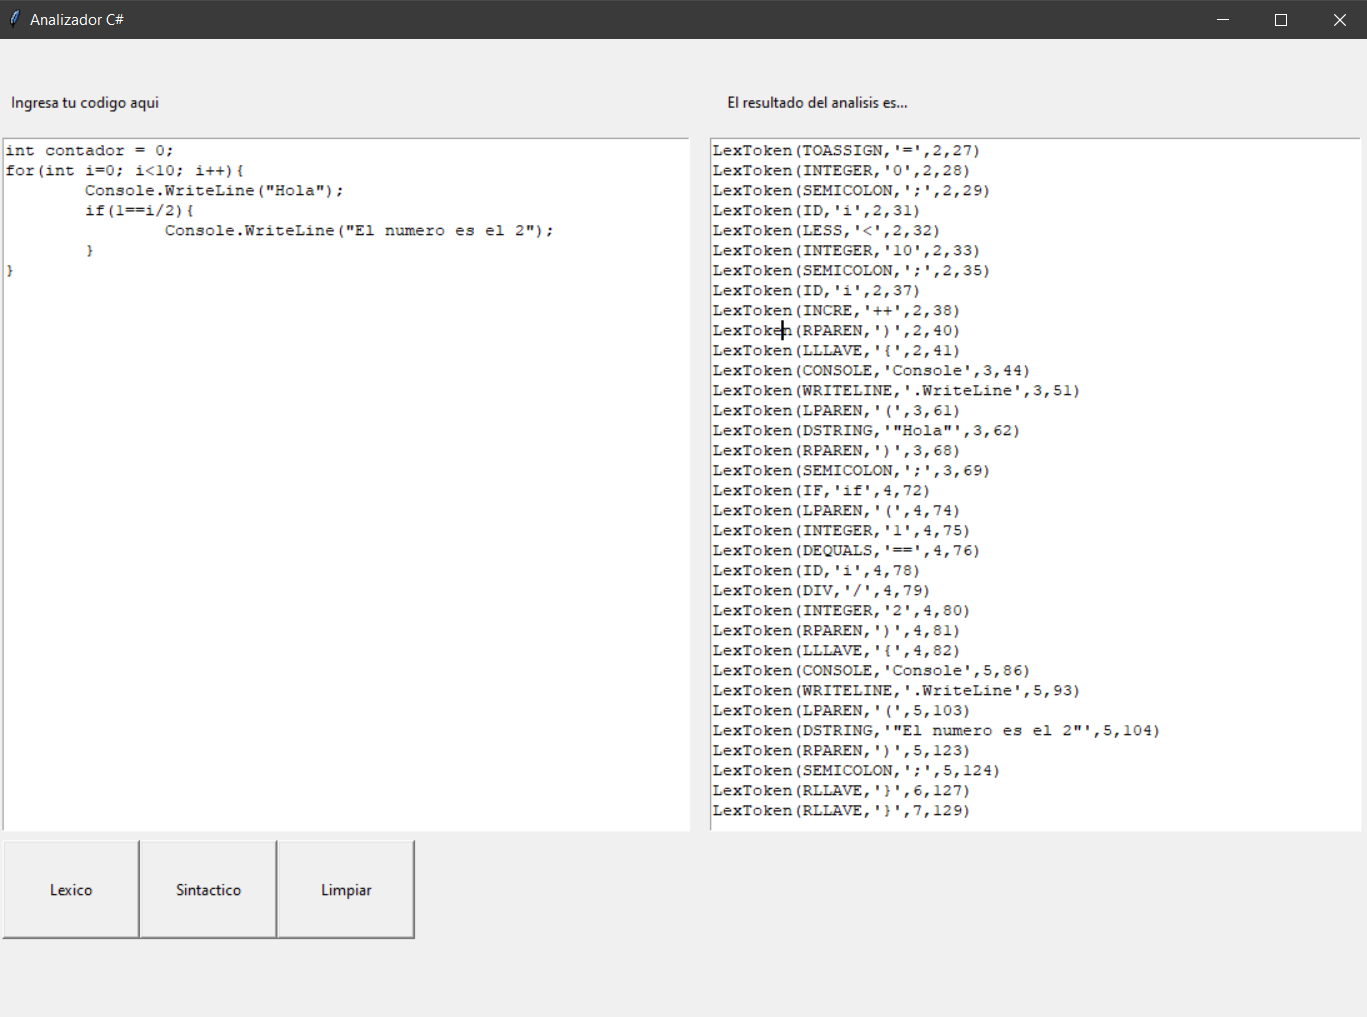 Analizador C#
Ingresa tu codigo aqui
El resultado del analisis es...
int contador = 0;
for(int i=0; i<10; i++){
        Console.WriteLine("Hola");
        if(1==i/2){
                Console.WriteLine("El numero es el 2");
        }
}
LexToken(TOASSIGN,'=',2,27)
LexToken(INTEGER,'0',2,28)
LexToken(SEMICOLON,';',2,29)
LexToken(ID,'i',2,31)
LexToken(LESS,'<',2,32)
LexToken(INTEGER,'10',2,33)
LexToken(SEMICOLON,';',2,35)
LexToken(ID,'i',2,37)
LexToken(INCRE,'++',2,38)
LexToken(RPAREN,')',2,40)
LexToken(LLLAVE,'{',2,41)
LexToken(CONSOLE,'Console',3,44)
LexToken(WRITELINE,'.WriteLine',3,51)
LexToken(LPAREN,'(',3,61)
LexToken(DSTRING,'"Hola"',3,62)
LexToken(RPAREN,')',3,68)
LexToken(SEMICOLON,';',3,69)
LexToken(IF,'if',4,72)
LexToken(LPAREN,'(',4,74)
LexToken(INTEGER,'1',4,75)
LexToken(DEQUALS,'==',4,76)
LexToken(ID,'i',4,78)
LexToken(DIV,'/',4,79)
LexToken(INTEGER,'2',4,80)
LexToken(RPAREN,')',4,81)
LexToken(LLLAVE,'{',4,82)
LexToken(CONSOLE,'Console',5,86)
LexToken(WRITELINE,'.WriteLine',5,93)
LexToken(LPAREN,'(',5,103)
LexToken(DSTRING,'"El numero es el 2"',5,104)
LexToken(RPAREN,')',5,123)
LexToken(SEMICOLON,';',5,124)
LexToken(RLLAVE,'}',6,127)
LexToken(RLLAVE,'}',7,129)
Lexico
Sintactico
Limpiar